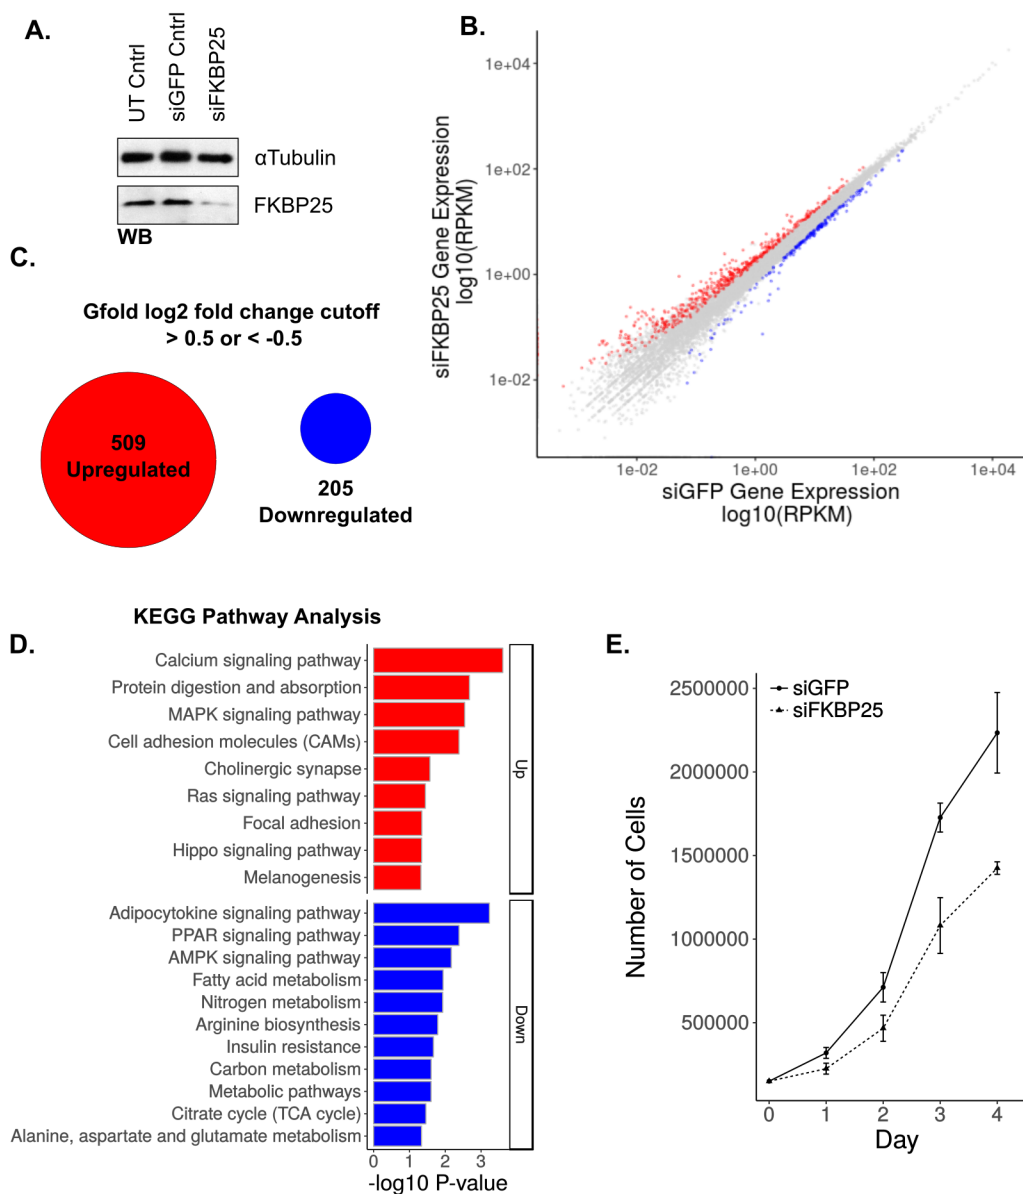 A.
UT Cntrl
siGFP Cntrl
siFKBP25
αTubulin
FKBP25
WB
B.
1e+04
1e+02
1e+00
1e-02
siFKBP25 Gene Expression
log10(RPKM)
1e-02
1e+00
1e+02
1e+04
siGFP Gene Expression
log10(RPKM)
C.
Gfold log2 fold change cutoff
> 0.5 or < -0.5
509
Upregulated
205
Downregulated
KEGG Pathway Analysis
D.
Calcium signaling pathway
Protein digestion and absorption
MAPK signaling pathway
Cell adhesion molecules (CAMs)
Cholinergic synapse
Ras signaling pathway
Focal adhesion
Hippo signaling pathway
Melanogenesis
Up
Adipocytokine signaling pathway
PPAR signaling pathway
AMPK signaling pathway
Fatty acid metabolism
Nitrogen metabolism
Arginine biosynthesis
Insulin resistance
Carbon metabolism
Metabolic pathways
Citrate cycle (TCA cycle)
Alanine, aspartate and glutamate metabolism
Down
0
1
2
3
-log10 P-value
E.
siGFP
siFKBP25
2500000
2000000
1500000
1000000
500000
Number of Cells
0
1
2
3
4
Day